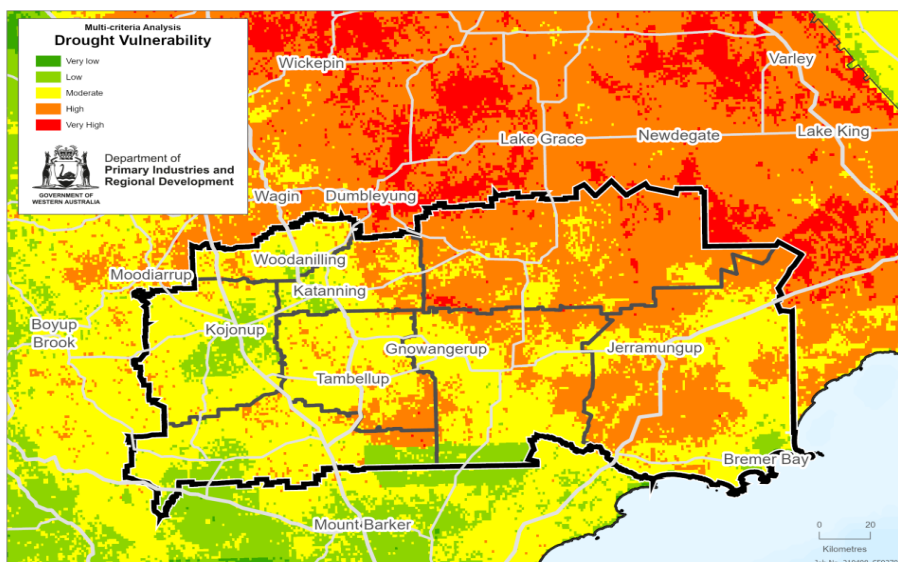 Multi-criteria Analysis
Drought Vulnerability
Very low
Low
Moderate
High
Very High
Department of
Primary Industries and
Regional Development
GOVERNMENT OF
WESTERN AUSTRALIA
Wickepin
Varley
Lake Grace
Newdegate
Lake King
Wagin
Dumbleyung
Woodanilling
Moodiarrup
Katanning
Boyup
Brook
Kojonup
Gnowangerup
Jerramungup
Tambellup
Bremer Bay
Mount Barker
0 20
Kilometres